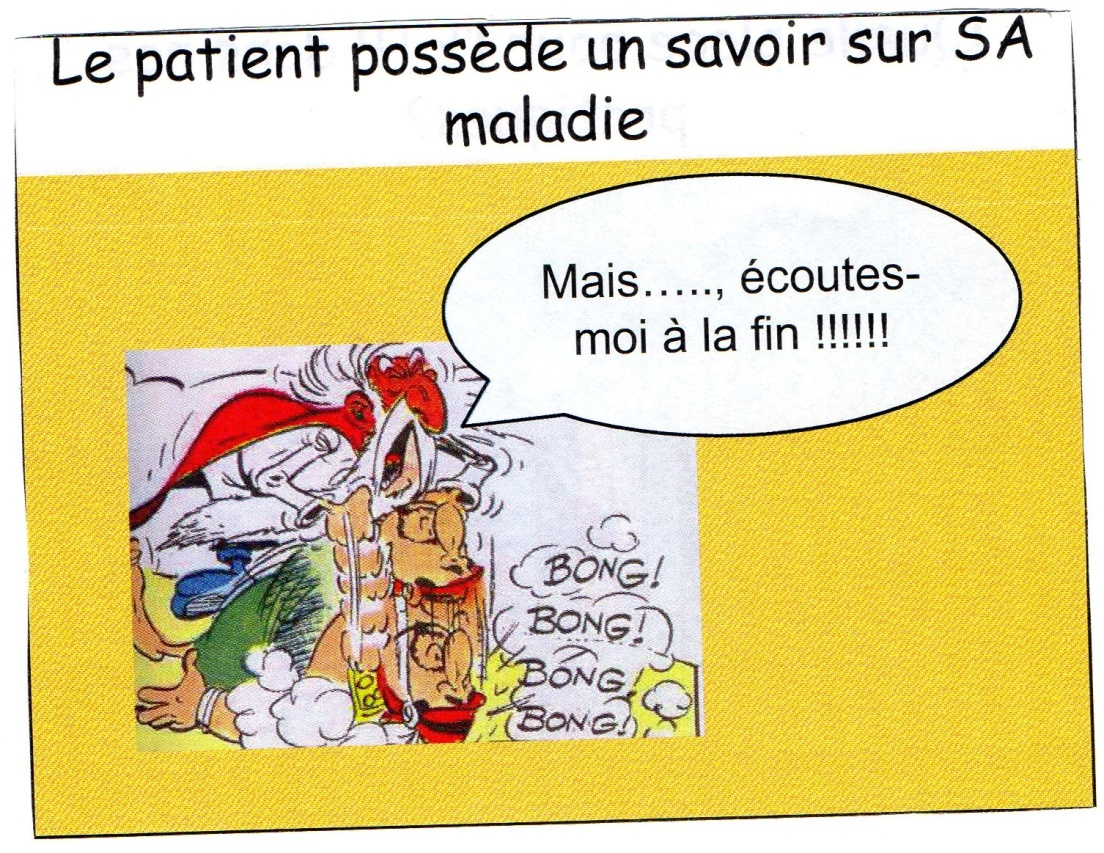 Le patient possède un savoir sur SA
maladie
Mais....., écoutes-
moi à la fin !!!!!!
BONG!
BONG!
BONG
BONG!